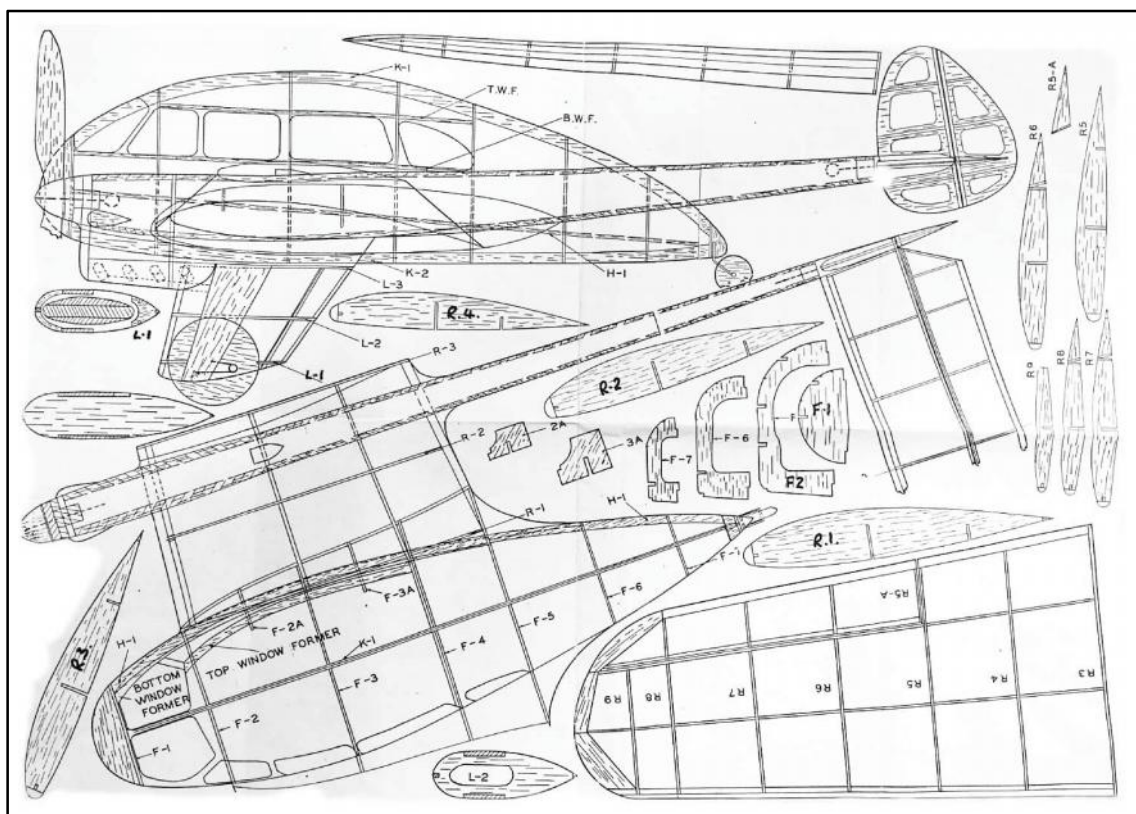 K-1
T.W.F.
B.W.F.
R5-A
R5
R6
H-1
K-2
L-3
L-1
R.4.
L-2
L-1
R-3
R-2
R9
R8
R7
2A
3A
F-7
F-6
F
F-1
F2
R-2
R-1
H-1
R.1.
F-1
F-6
F-3A
F-5
F-2A
TOP WINDOW FORMER
K-1
F-4
H-1
R.3.
BOTTOM
WINDOW
FORMER
F-3
F-2
F-1
L-2
R5-A
R9
R8
R7
R6
R5
R4
R3